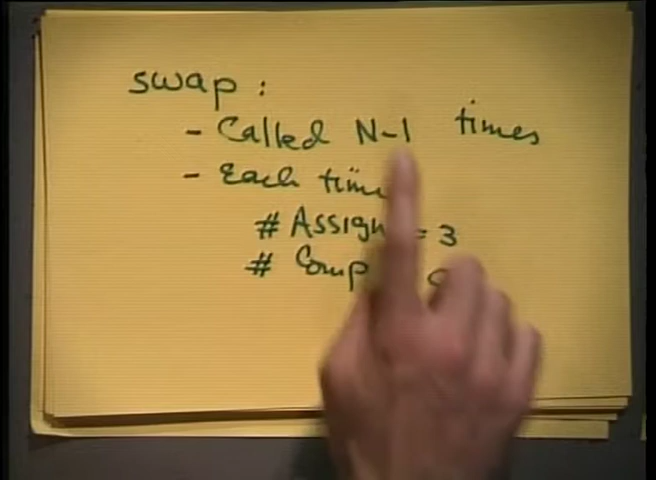 swap :
- Called N-1 times
- Each tim
# Assign = 3
# Comp